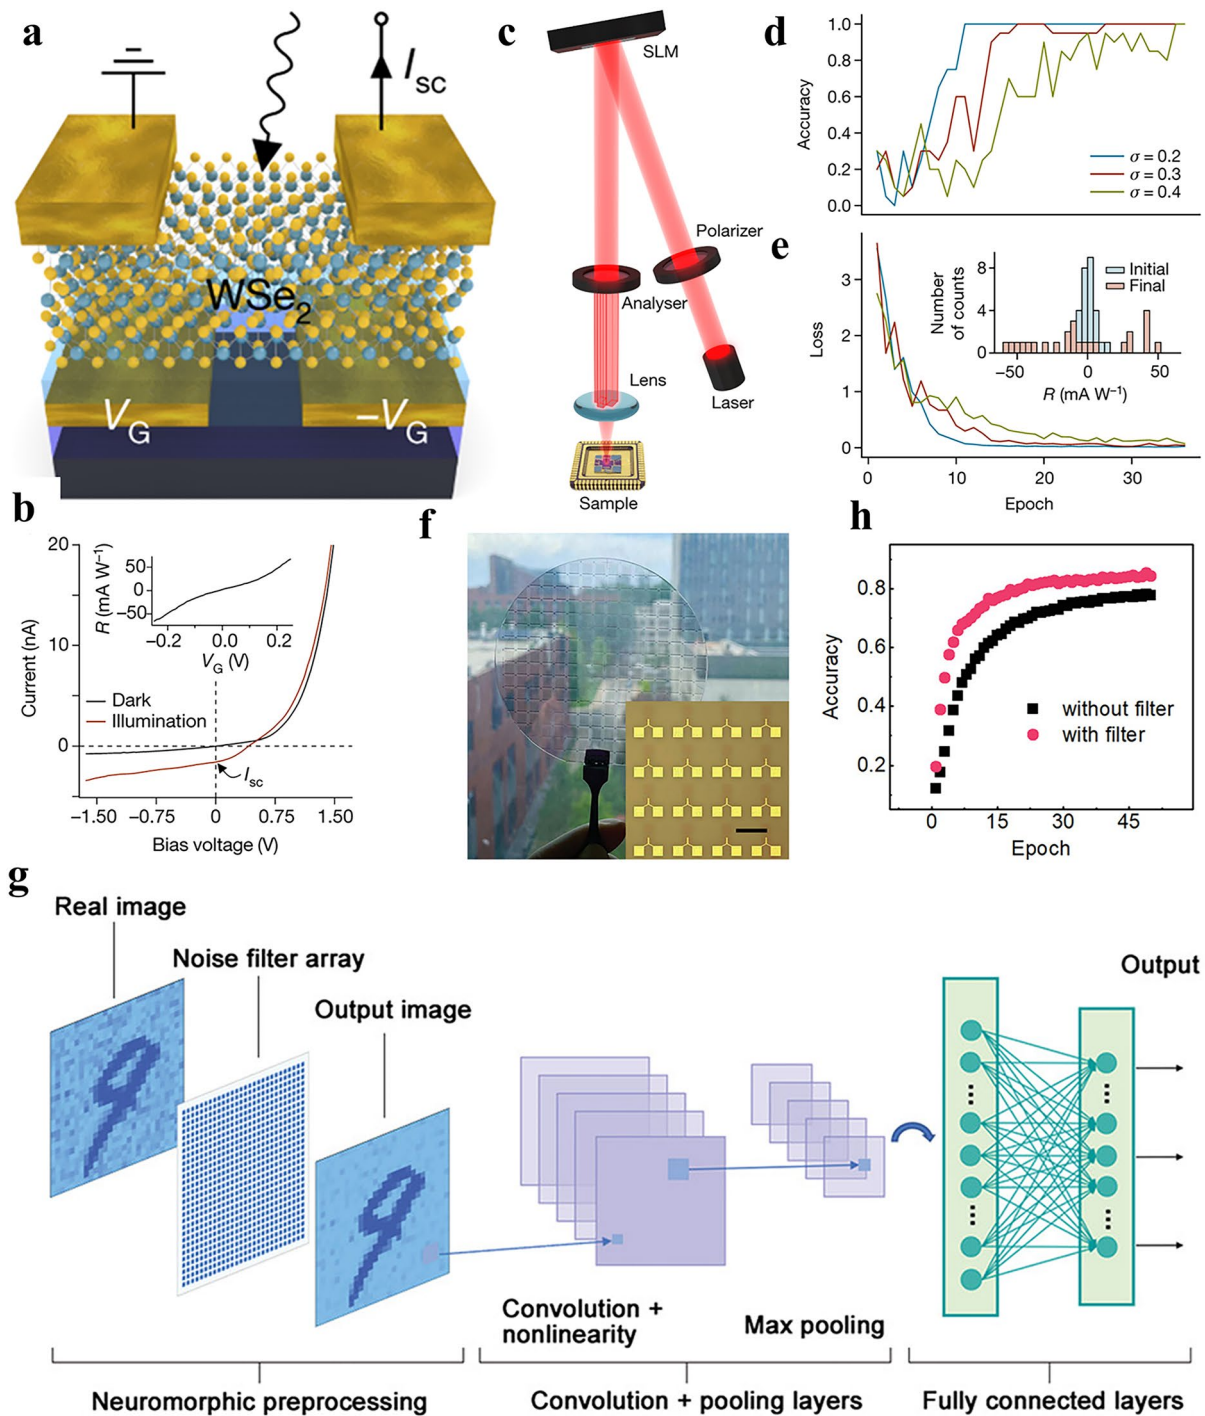 a
I sc
WSe2
VG
−VG
b
20
10
0
Current (nA)
R (mA W−1)
50
0
−50
−0.2
0.0
0.2
VG (V)
Dark
Illumination
Isc
−1.50
−0.75
0
0.75
1.50
Bias voltage (V)
c
SLM
Polarizer
Analyser
Lens
Laser
Sample
d
Accuracy
1.0
0.8
0.6
0.4
0.2
0.0
σ = 0.2
σ = 0.3
σ = 0.4
e
Loss
3
2
1
0
Number
of counts
8
4
0
Initial
Final
−50
0
50
R (mA W−1)
0
10
20
30
Epoch
f
h
Accuracy
0.8
0.6
0.4
0.2
without filter
with filter
0
15
30
45
Epoch
g
Real image
Noise filter array
Output image
Output
Convolution +
nonlinearity
Max pooling
Neuromorphic preprocessing
Convolution + pooling layers
Fully connected layers